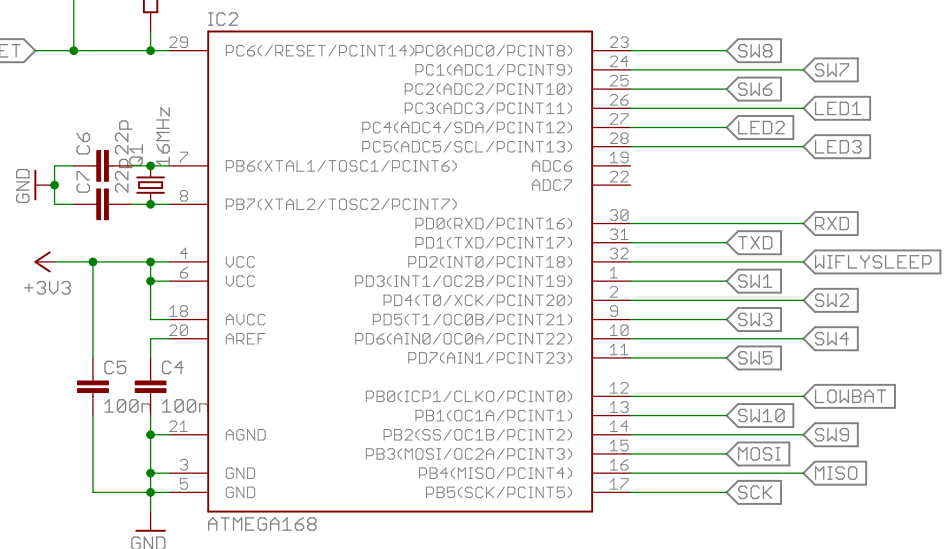 IC2
ET
29 PC6(/RESET/PCINT14) PC0(ADC0/PCINT8) 23 SW8
PC1(ADC1/PCINT9) 24 SW7
PC2(ADC2/PCINT10) 25 SW6
PC3(ADC3/PCINT11) 26 LED1
PC4(ADC4/SDA/PCINT12) 27 LED2
PC5(ADC5/SCL/PCINT13) 28 LED3
C6 22p
Q1 16MHz
7 PB6(XTAL1/TOSC1/PCINT6) ADC6 19
ADC7 22
GND
C7 22p
8 PB7(XTAL2/TOSC2/PCINT7)
PD0(RXD/PCINT16) 30 RXD
PD1(TXD/PCINT17) 31 TXD
4 VCC PD2(INT0/PCINT18) 32 WIFLYSLEEP
+3V3
6 VCC PD3(INT1/OC2B/PCINT19) 1 SW1
PD4(T0/XCK/PCINT20) 2 SW2
18 AVCC PD5(T1/OC0B/PCINT21) 9 SW3
20 AREF PD6(AIN0/OC0A/PCINT22) 10 SW4
PD7(AIN1/PCINT23) 11 SW5
C5 C4
100n 100n
PB0(ICP1/CLKO/PCINT0) 12 LOWBAT
PB1(OC1A/PCINT1) 13 SW10
21 AGND PB2(SS/OC1B/PCINT2) 14 SW9
PB3(MOSI/OC2A/PCINT3) 15 MOSI
3 GND PB4(MISO/PCINT4) 16 MISO
5 GND PB5(SCK/PCINT5) 17 SCK
ATMEGA168
GND